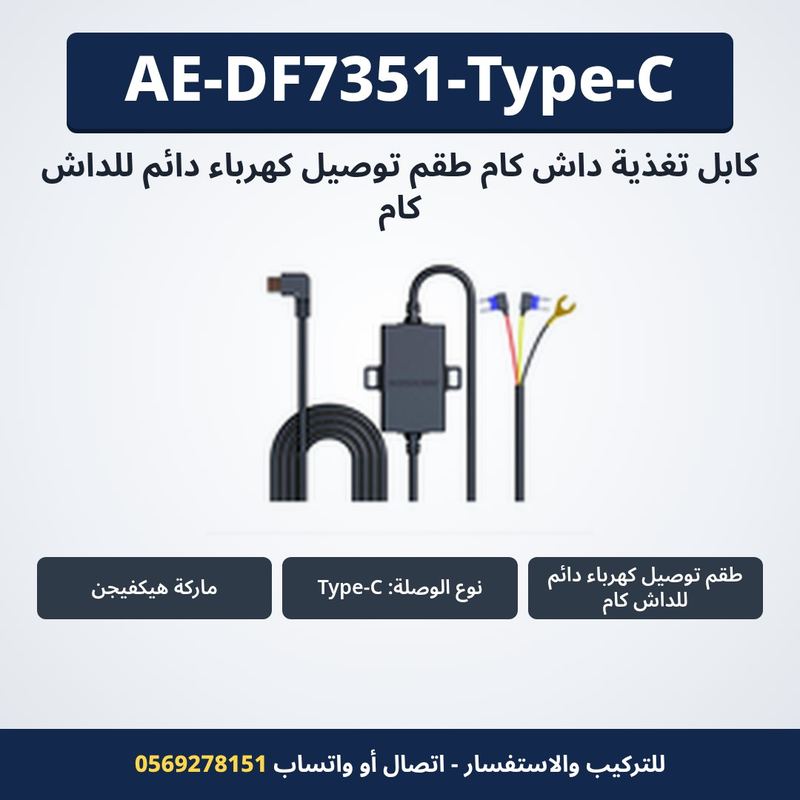 AE-DF7351-Type-C
كابل تغذية داش كام طقم توصيل كهرباء دائم للداش
كام
طقم توصيل كهرباء دائم
للداش كام
نوع الوصلة: Type-C
ماركة هيكفيجن
للتركيب والاستفسار - اتصال أو واتساب 0569278151